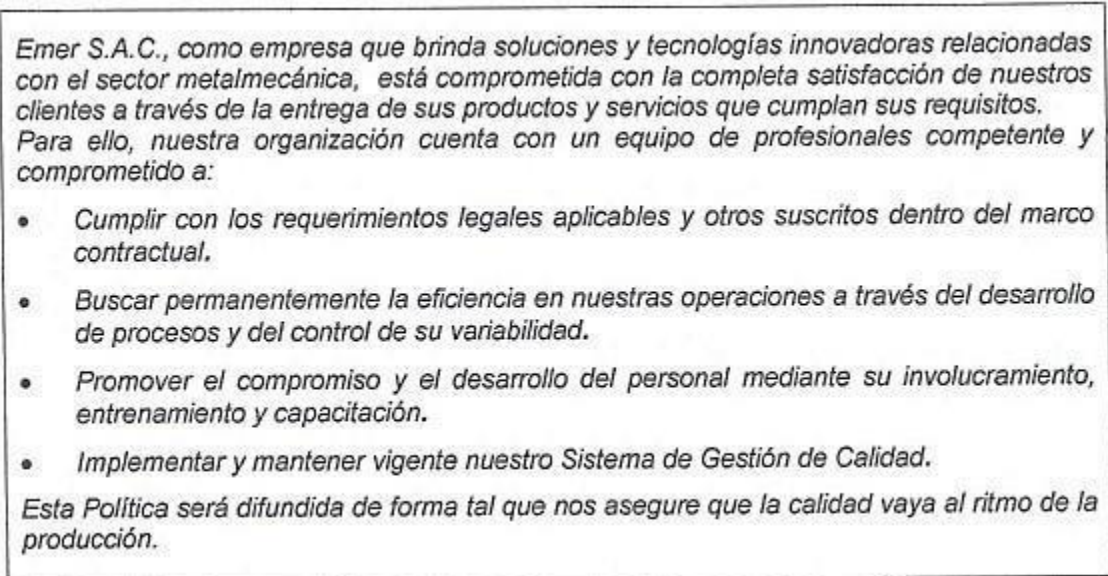 Emer S.A.C., como empresa que brinda soluciones y tecnologías innovadoras relacionadas
con el sector metalmecánica, está comprometida con la completa satisfacción de nuestros
clientes a través de la entrega de sus productos y servicios que cumplan sus requisitos.
Para ello, nuestra organización cuenta con un equipo de profesionales competente y
comprometido a:
• Cumplir con los requerimientos legales aplicables y otros suscritos dentro del marco
contractual.
• Buscar permanentemente la eficiencia en nuestras operaciones a través del desarrollo
de procesos y del control de su variabilidad.
• Promover el compromiso y el desarrollo del personal mediante su involucramiento,
entrenamiento y capacitación.
• Implementar y mantener vigente nuestro Sistema de Gestión de Calidad.
Esta Política será difundida de forma tal que nos asegure que la calidad vaya al ritmo de la
producción.